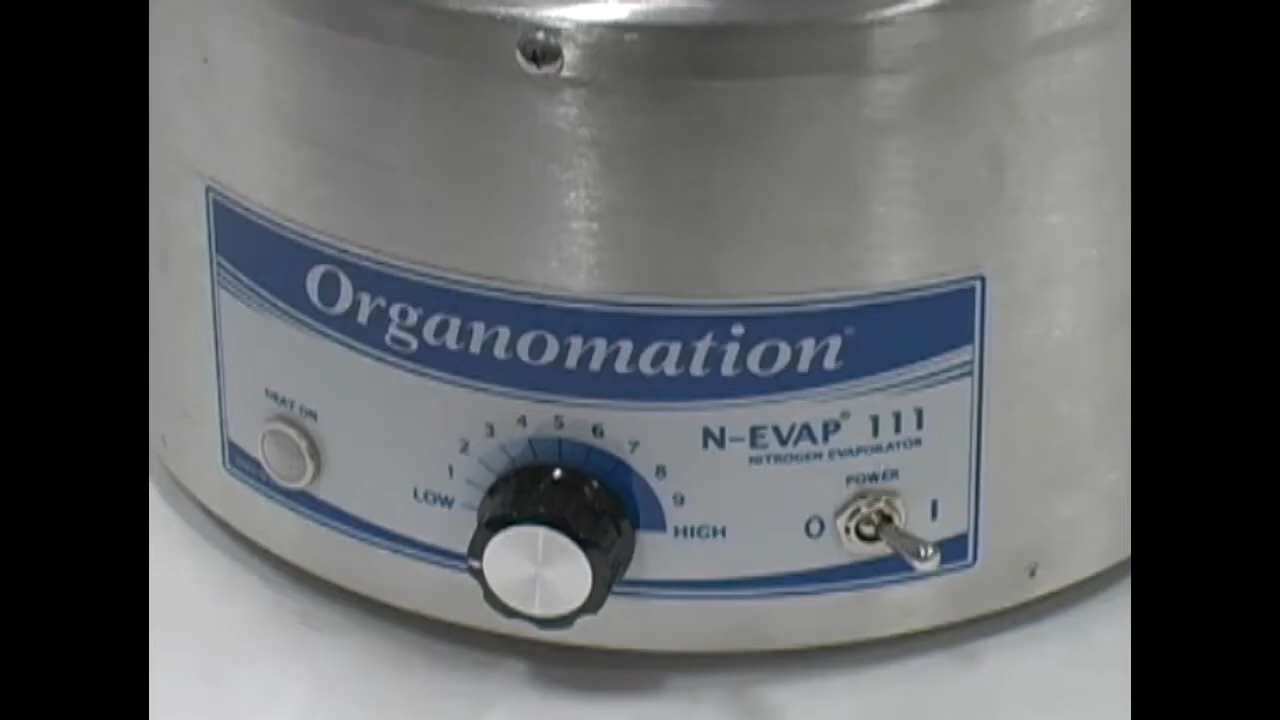 Organomation®
HEAT ON
LOW 1 2 3 4 5 6 7 8 9 HIGH
N-EVAP® 111
NITROGEN EVAPORATOR
POWER
O I